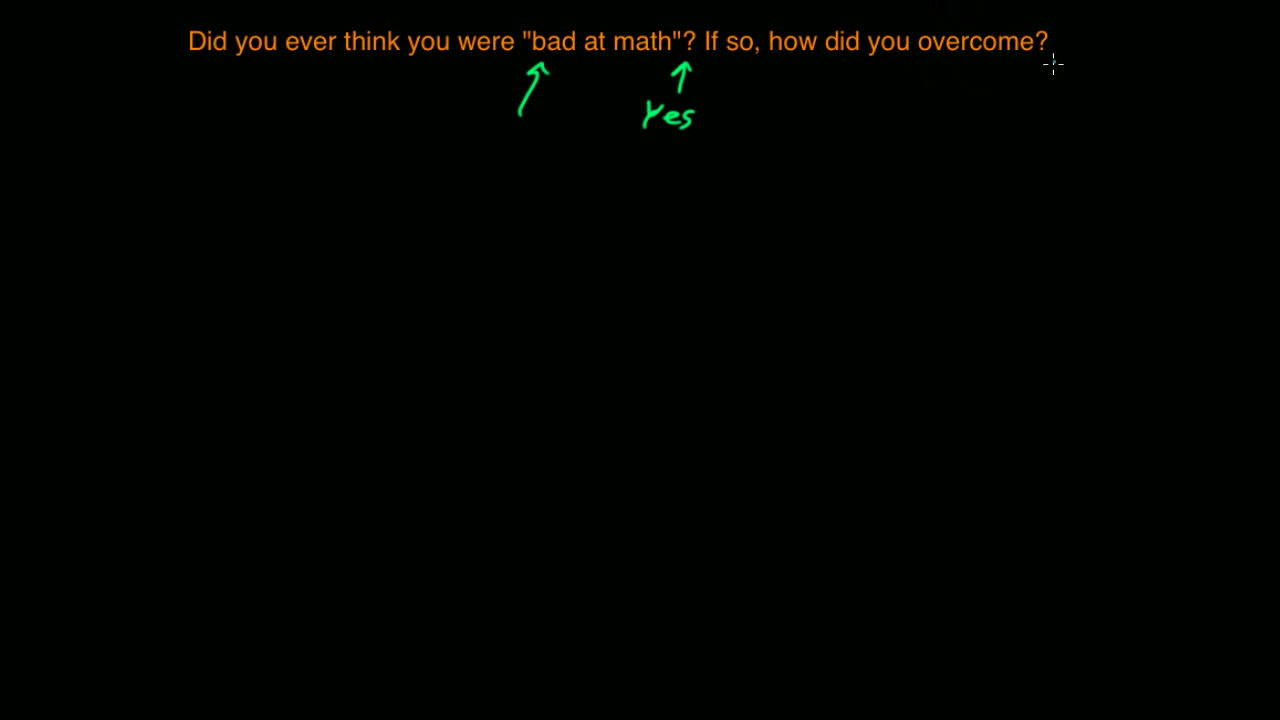 Did you ever think you were "bad at math"? If so, how did you overcome?
Yes